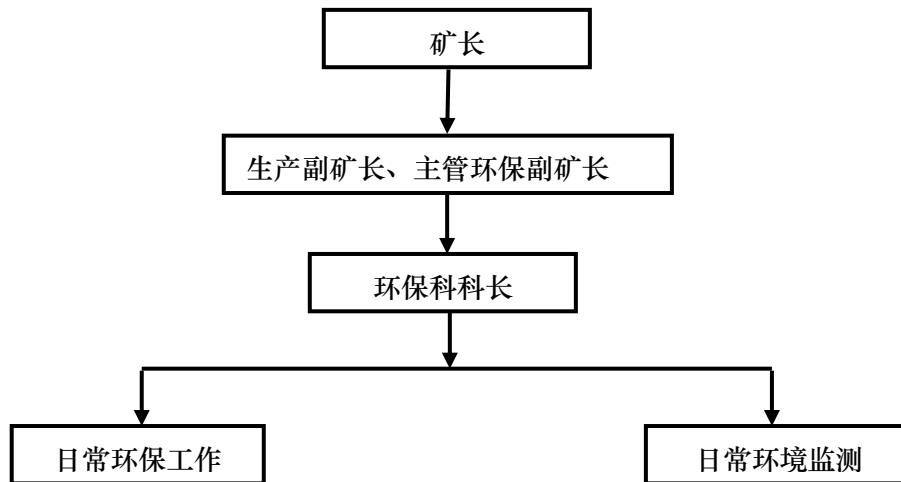 矿长
生产副矿长、主管环保副矿长
环保科科长
日常环保工作
日常环境监测